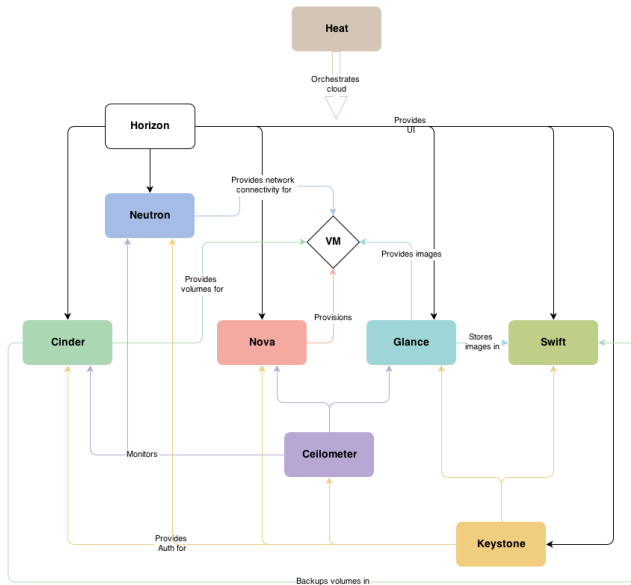 Heat
Orchestrates
cloud
Horizon
Provides
UI
Provides network
connectivity for
Neutron
VM
Provides images
Provides
volumes for
Provisions
Cinder
Nova
Glance
Stores
images in
Swift
Ceilometer
Monitors
Provides
Auth for
Keystone
Backups volumes in